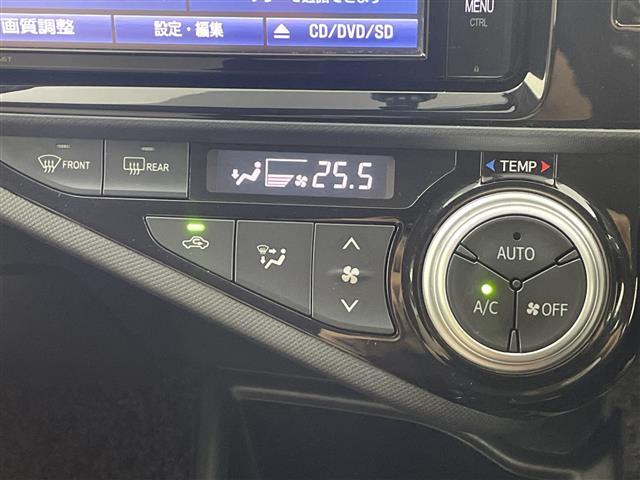 画質調整
設定・編集
CD/DVD/SD
MENU
CTRL
FRONT
REAR
25.5
TEMP
AUTO
A/C
OFF